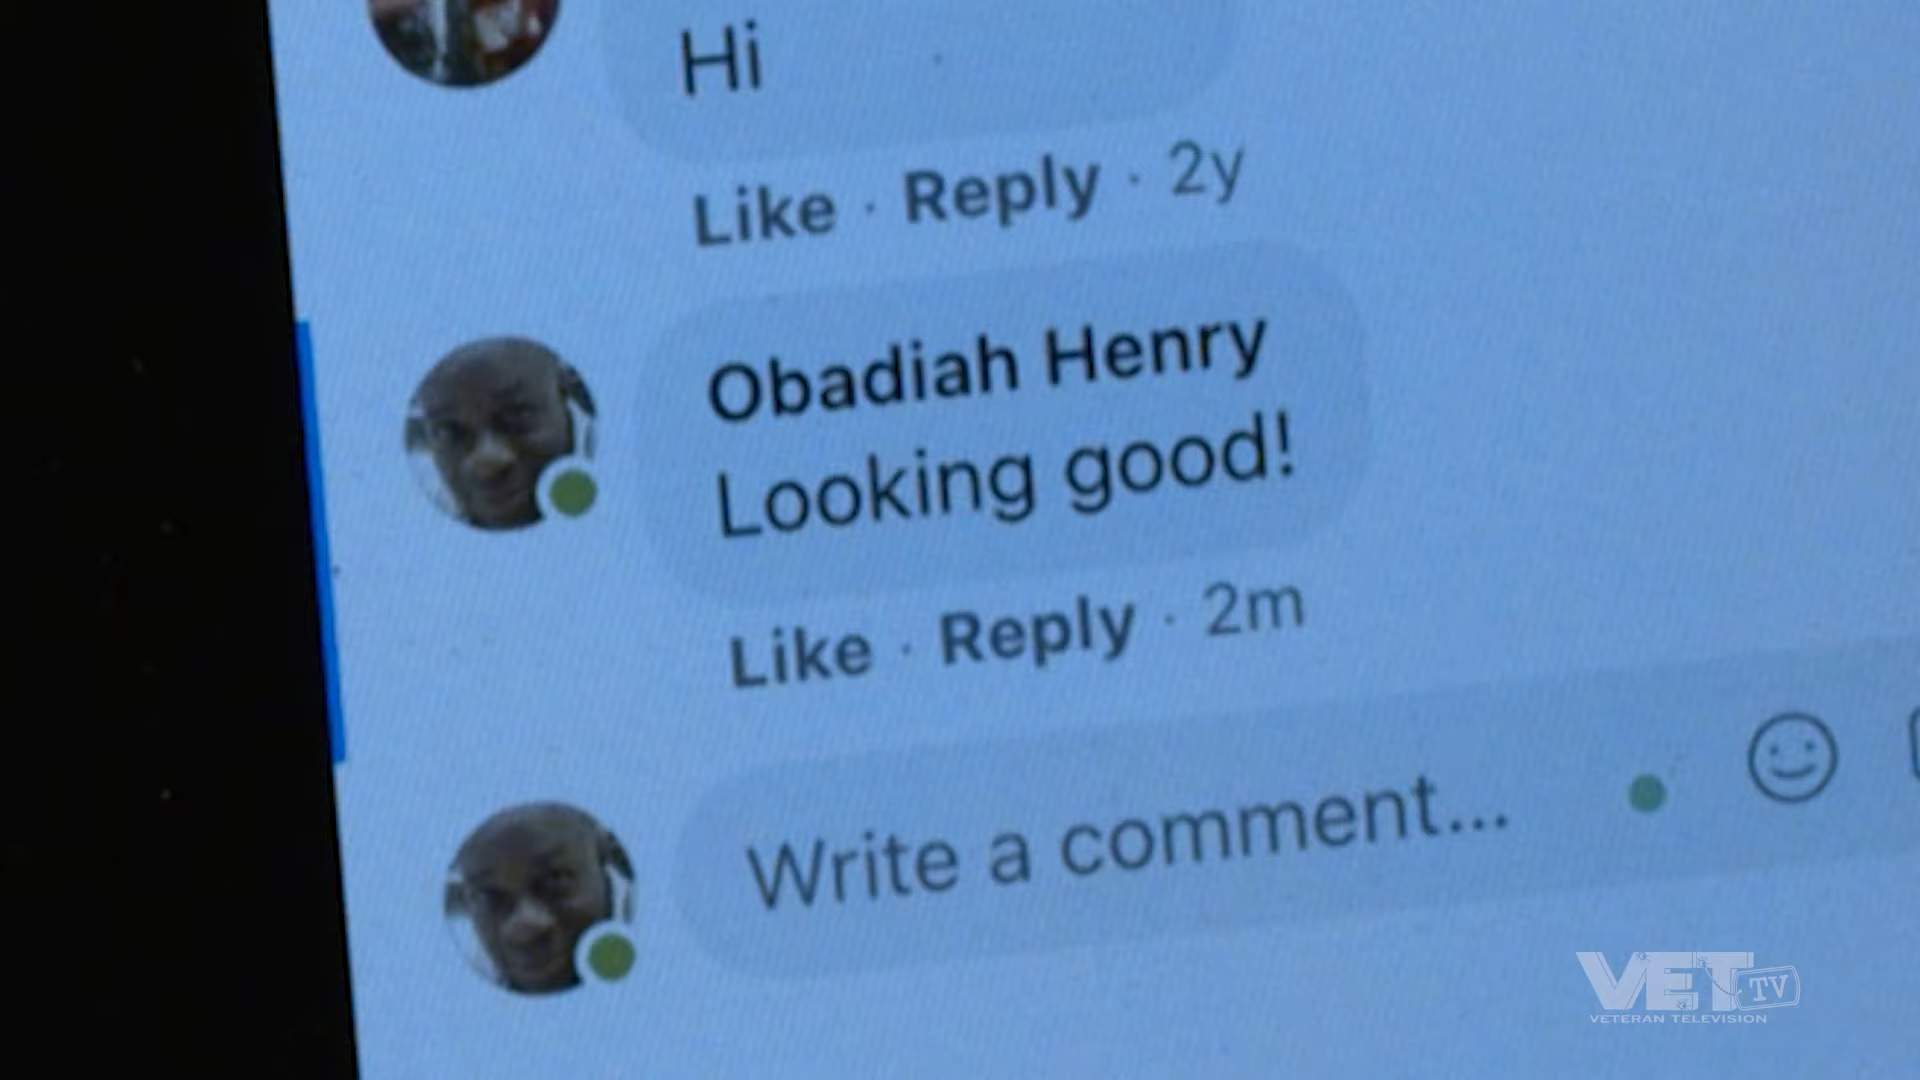 Hi
Like · Reply · 2y
Obadiah Henry
Looking good!
Like · Reply · 2m
Write a comment...
VET TV
VETERAN TELEVISION